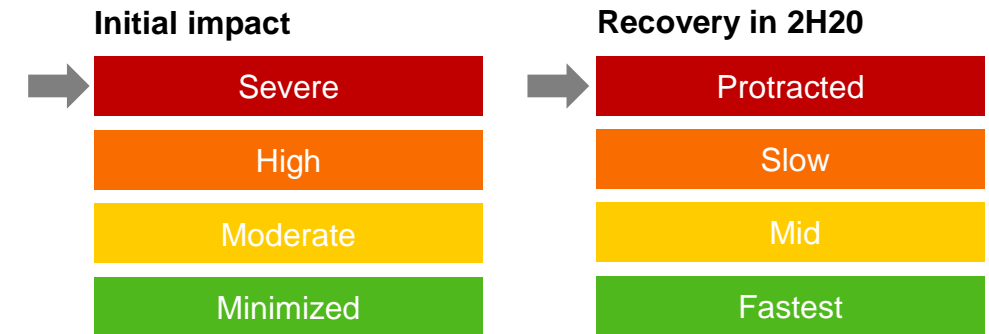 Initial impact
Severe
High
Moderate
Minimized
Recovery in 2H20
Protracted
Slow
Mid
Fastest